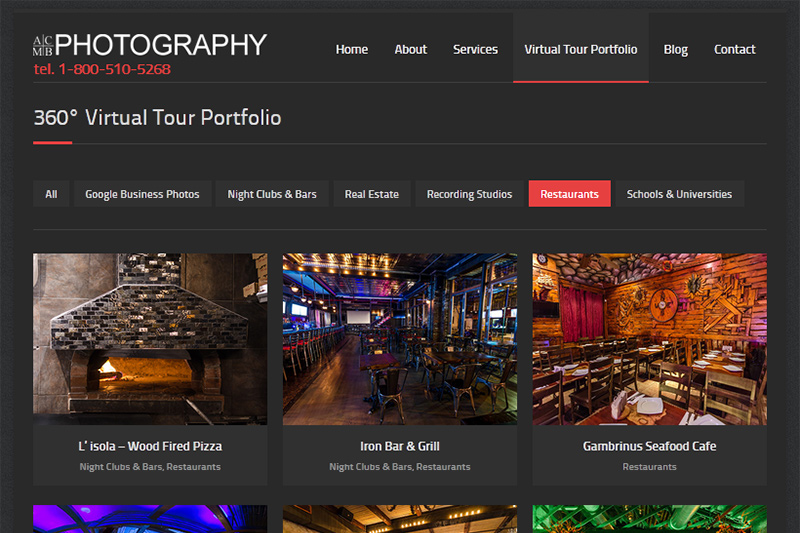 A|C
M|B PHOTOGRAPHY
tel. 1-800-510-5268
Home About Services Virtual Tour Portfolio Blog Contact
360° Virtual Tour Portfolio
All Google Business Photos Night Clubs & Bars Real Estate Recording Studios Restaurants Schools & Universities
L' isola – Wood Fired Pizza Iron Bar & Grill Gambrinus Seafood Cafe
Night Clubs & Bars, Restaurants Night Clubs & Bars, Restaurants Restaurants